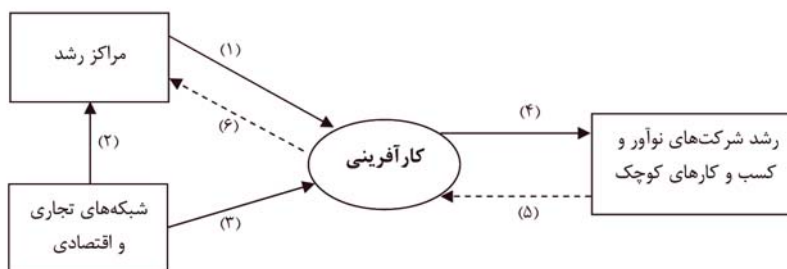 مراکز رشد
(۱)
(۶)
(۲)
کارآفرینی
(۴)
رشد شرکت‌های نوآور و
کسب و کارهای کوچک
(۵)
شبکه‌های تجاری
و اقتصادی
(۳)